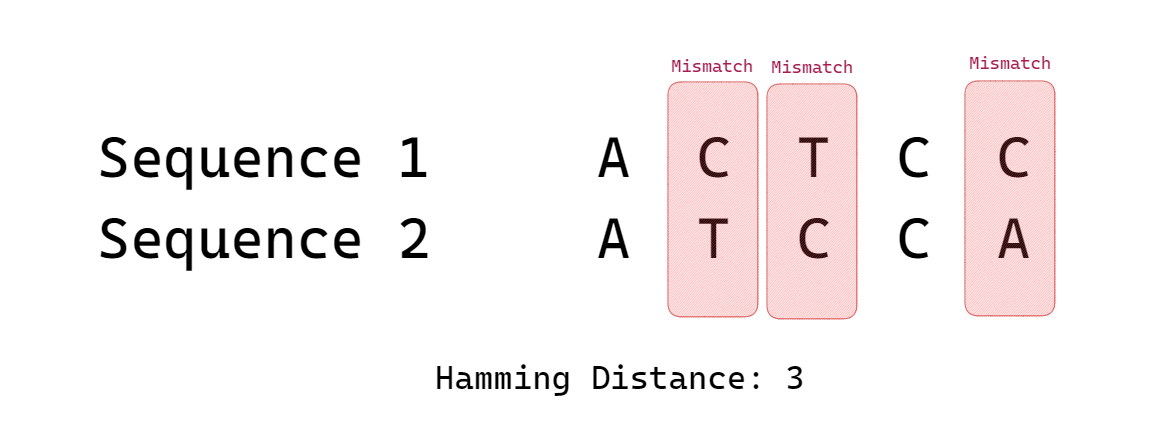 Mismatch Mismatch Mismatch
Sequence 1 A C T C C
Sequence 2 A T C C A
Hamming Distance: 3